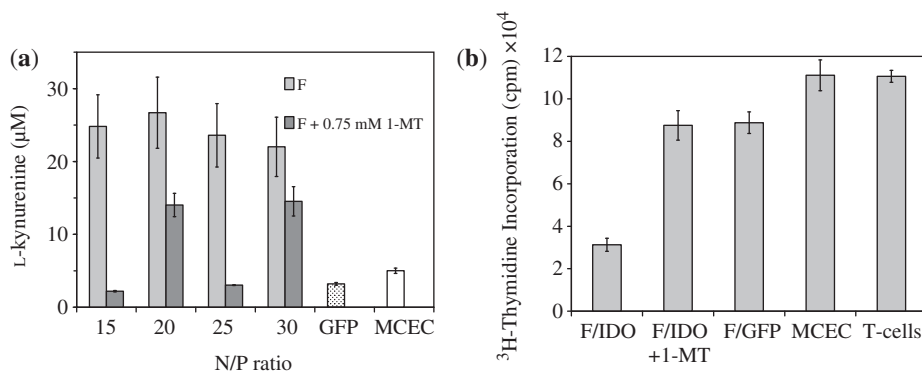 (a)
L-kynurenine (µM)
30
20
10
0
F
F + 0.75 mM 1-MT
15 20 25 30 GFP MCEC
N/P ratio
(b)
³H-Thymidine Incorporation (cpm) ×10⁴
12
10
8
6
4
2
0
F/IDO F/IDO F/GFP MCEC T-cells
+1-MT